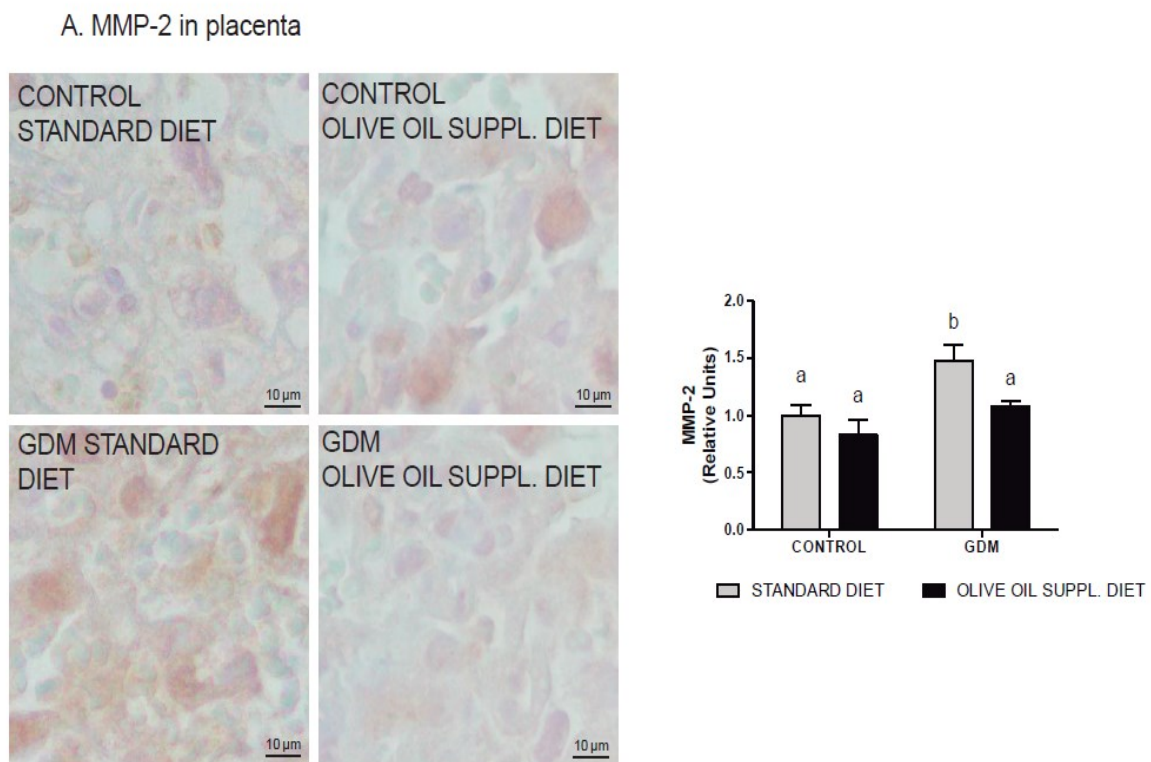 A. MMP-2 in placenta
CONTROL
STANDARD DIET
10 µm
CONTROL
OLIVE OIL SUPPL. DIET
10 µm
GDM STANDARD
DIET
10 µm
GDM
OLIVE OIL SUPPL. DIET
10 µm
MMP-2
(Relative Units)
2.0
1.5
1.0
0.5
0.0
a
a
b
a
CONTROL
GDM
STANDARD DIET
OLIVE OIL SUPPL. DIET